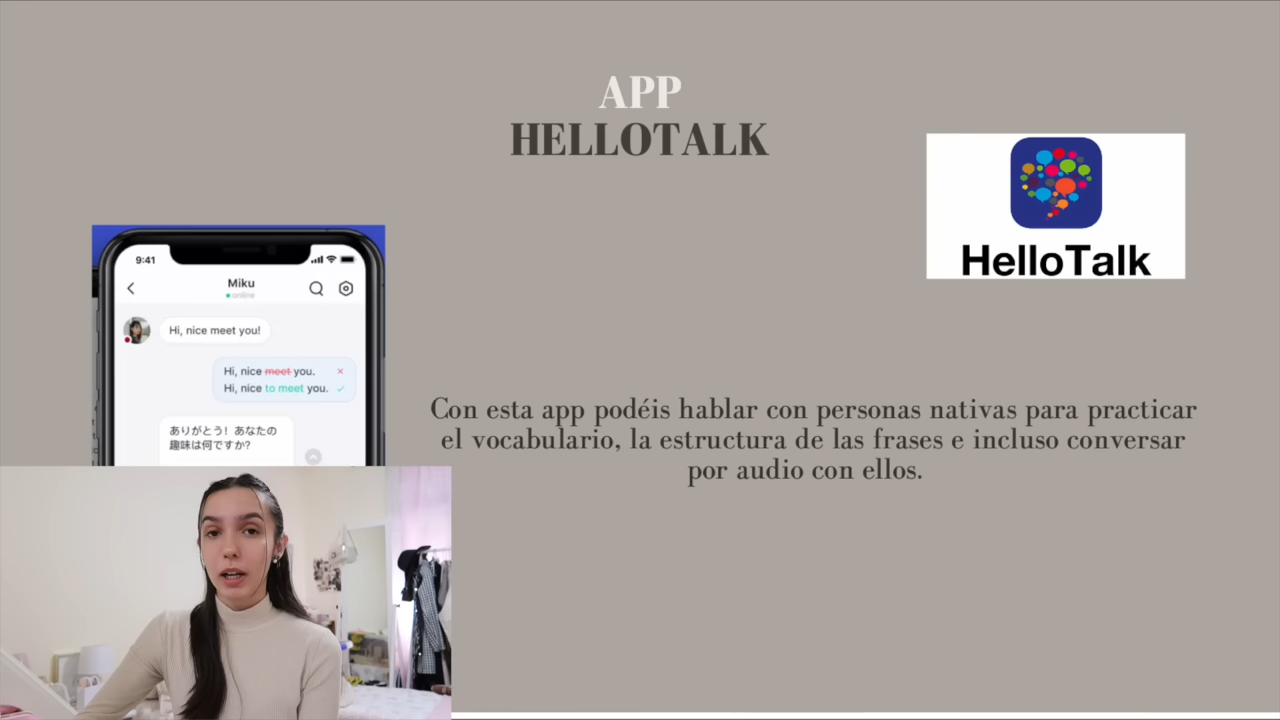 APP
HELLOTALK
HelloTalk
9:41
Miku
online
Hi, nice meet you!
Hi, nice meet you.
Hi, nice to meet you.
ありがとう！あなたの
趣味は何ですか?
Con esta app podéis hablar con personas nativas para practicar
el vocabulario, la estructura de las frases e incluso conversar
por audio con ellos.